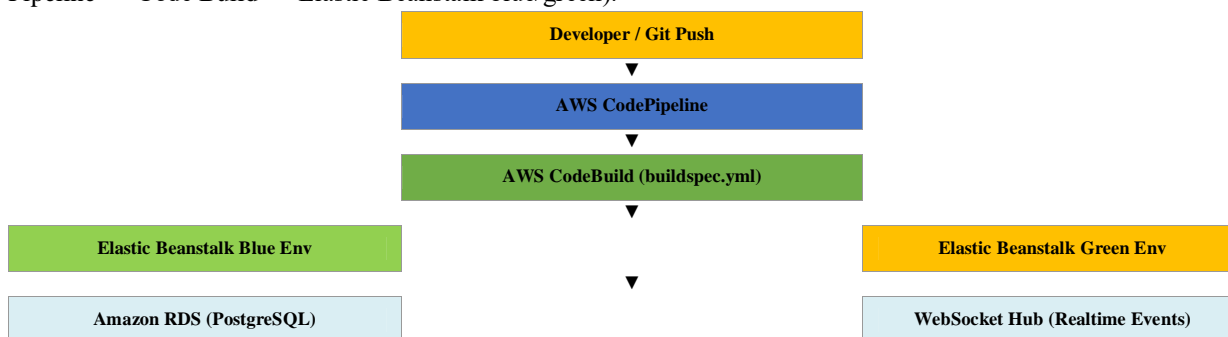 Developer / Git Push
▼
AWS CodePipeline
▼
AWS CodeBuild (buildspec.yml)
▼
Elastic Beanstalk Blue Env
Elastic Beanstalk Green Env
▼
Amazon RDS (PostgreSQL)
WebSocket Hub (Realtime Events)